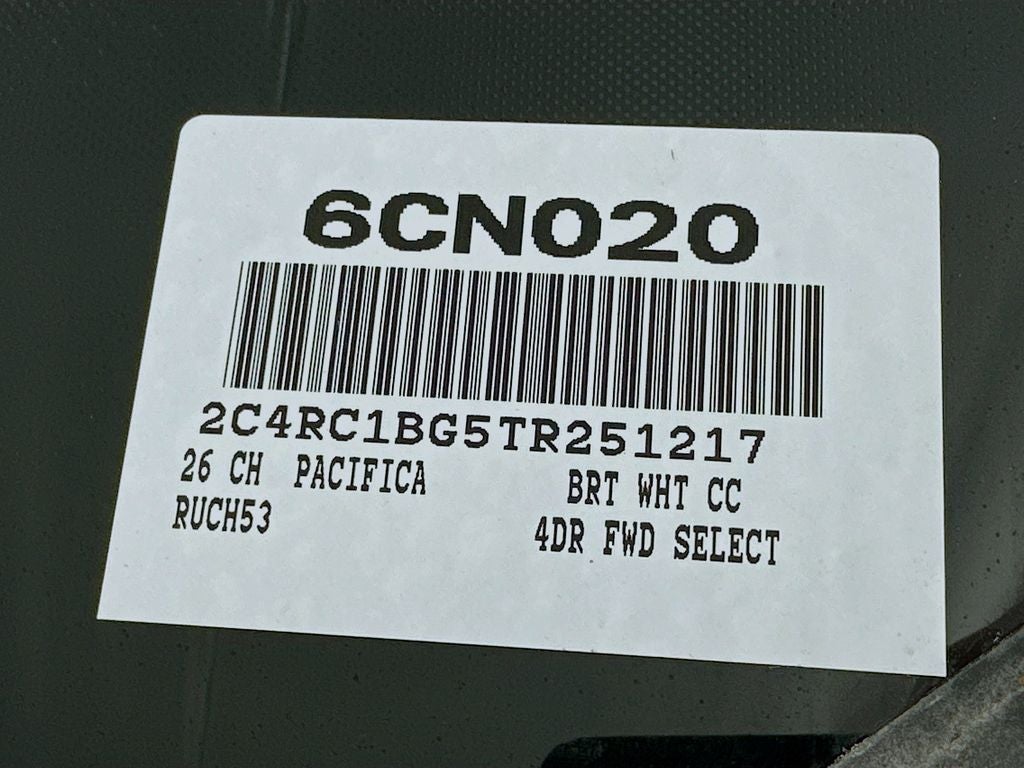 6CN020
2C4RC1BG5TR251217
26 CH PACIFICA BRT WHT CC
RUCH53 4DR FWD SELECT